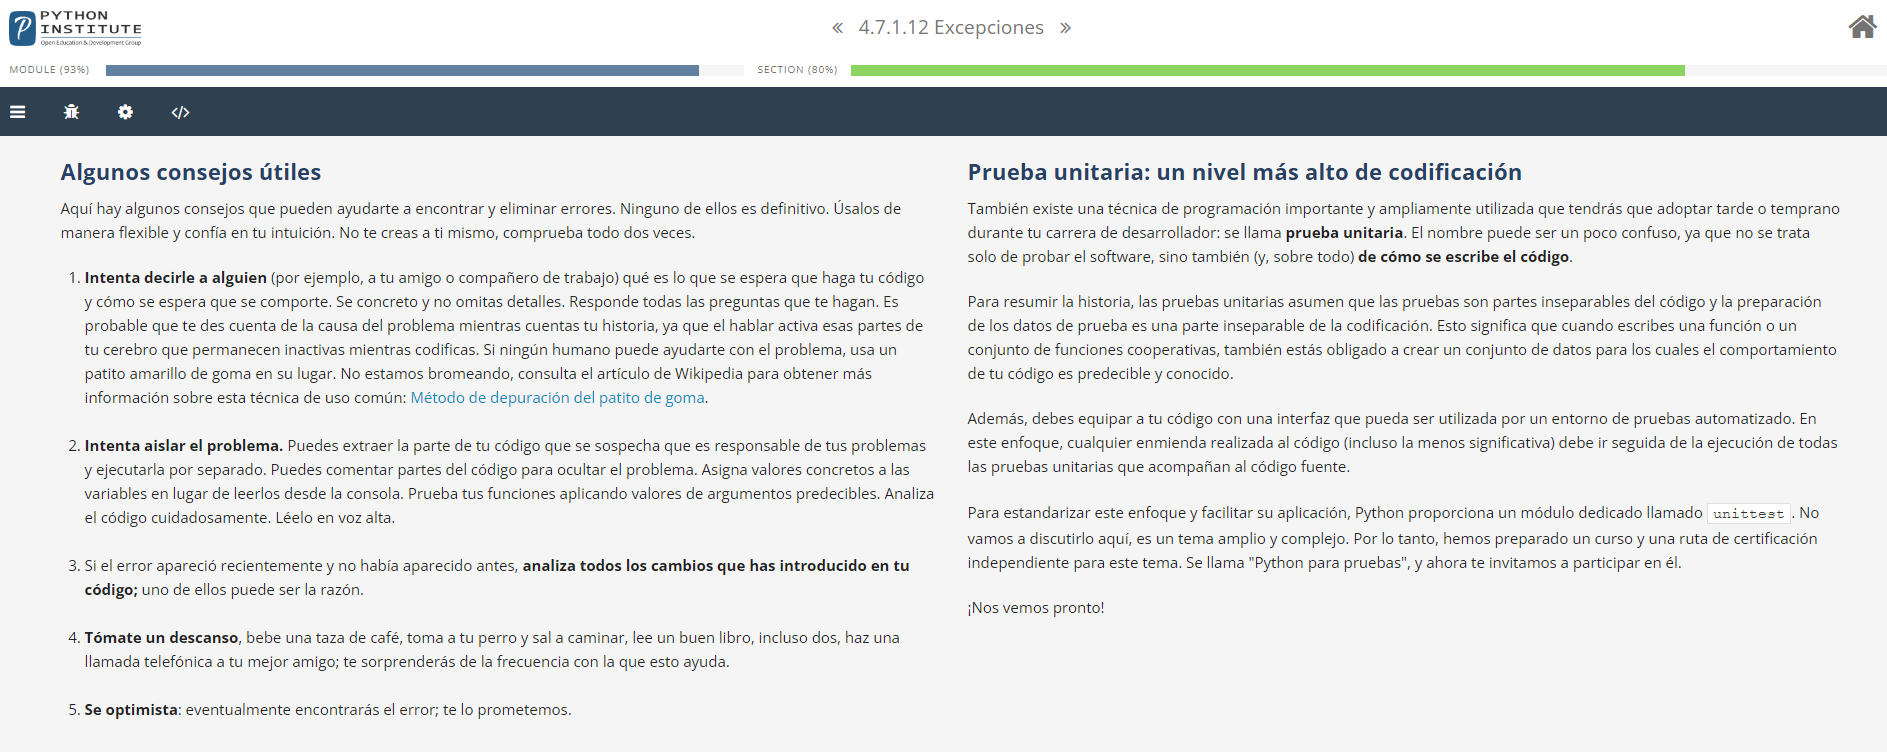 PYTHON
INSTITUTE
Open Education & Development Group
« 4.7.1.12 Excepciones »
MODULE (93%)
SECTION (80%)
Algunos consejos útiles
Aquí hay algunos consejos que pueden ayudarte a encontrar y eliminar errores. Ninguno de ellos es definitivo. Úsalos de
manera flexible y confía en tu intuición. No te creas a ti mismo, comprueba todo dos veces.
1. Intenta decirle a alguien (por ejemplo, a tu amigo o compañero de trabajo) qué es lo que se espera que haga tu código
y cómo se espera que se comporte. Se concreto y no omitas detalles. Responde todas las preguntas que te hagan. Es
probable que te des cuenta de la causa del problema mientras cuentas tu historia, ya que el hablar activa esas partes de
tu cerebro que permanecen inactivas mientras codificas. Si ningún humano puede ayudarte con el problema, usa un
patito amarillo de goma en su lugar. No estamos bromeando, consulta el artículo de Wikipedia para obtener más
información sobre esta técnica de uso común: Método de depuración del patito de goma.
2. Intenta aislar el problema. Puedes extraer la parte de tu código que se sospecha que es responsable de tus problemas
y ejecutarla por separado. Puedes comentar partes del código para ocultar el problema. Asigna valores concretos a las
variables en lugar de leerlos desde la consola. Prueba tus funciones aplicando valores de argumentos predecibles. Analiza
el código cuidadosamente. Léelo en voz alta.
3. Si el error apareció recientemente y no había aparecido antes, analiza todos los cambios que has introducido en tu
código; uno de ellos puede ser la razón.
4. Tómate un descanso, bebe una taza de café, toma a tu perro y sal a caminar, lee un buen libro, incluso dos, haz una
llamada telefónica a tu mejor amigo; te sorprenderás de la frecuencia con la que esto ayuda.
5. Se optimista: eventualmente encontrarás el error; te lo prometemos.
Prueba unitaria: un nivel más alto de codificación
También existe una técnica de programación importante y ampliamente utilizada que tendrás que adoptar tarde o temprano
durante tu carrera de desarrollador: se llama prueba unitaria. El nombre puede ser un poco confuso, ya que no se trata
solo de probar el software, sino también (y, sobre todo) de cómo se escribe el código.
Para resumir la historia, las pruebas unitarias asumen que las pruebas son partes inseparables del código y la preparación
de los datos de prueba es una parte inseparable de la codificación. Esto significa que cuando escribes una función o un
conjunto de funciones cooperativas, también estás obligado a crear un conjunto de datos para los cuales el comportamiento
de tu código es predecible y conocido.
Además, debes equipar a tu código con una interfaz que pueda ser utilizada por un entorno de pruebas automatizado. En
este enfoque, cualquier enmienda realizada al código (incluso la menos significativa) debe ir seguida de la ejecución de todas
las pruebas unitarias que acompañan al código fuente.
Para estandarizar este enfoque y facilitar su aplicación, Python proporciona un módulo dedicado llamado unittest. No
vamos a discutirlo aquí, es un tema amplio y complejo. Por lo tanto, hemos preparado un curso y una ruta de certificación
independiente para este tema. Se llama "Python para pruebas", y ahora te invitamos a participar en él.
¡Nos vemos pronto!